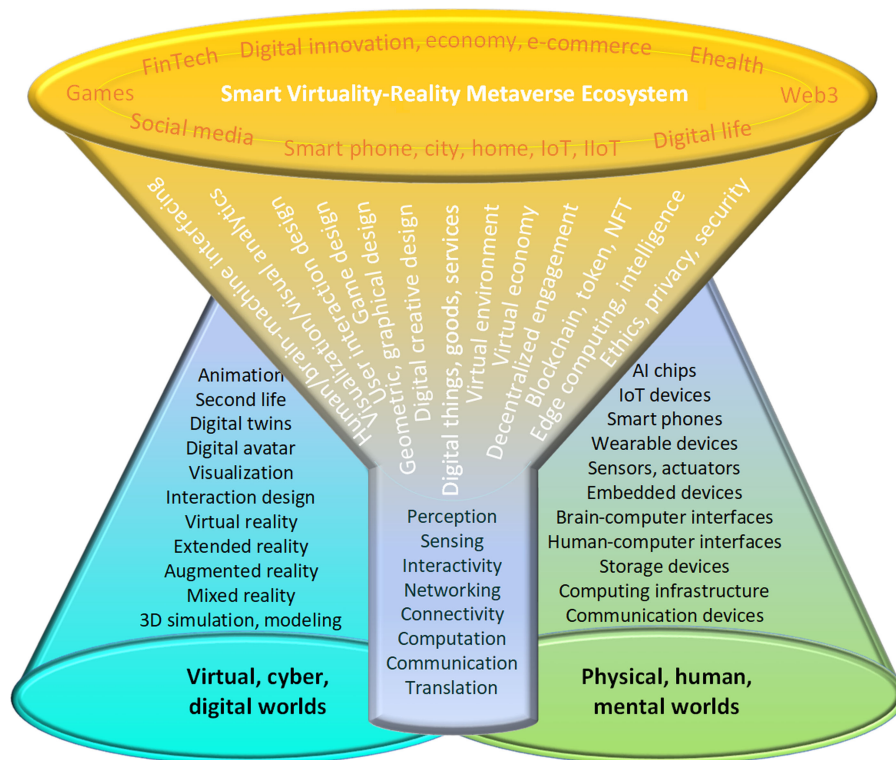 Digital innovation, economy, e-commerce
FinTech
Ehealth
Games
Smart Virtuality-Reality Metaverse Ecosystem
Web3
Social media
Smart phone, city, home, IoT, IIoT
Digital life
Human/brain-machine interfacing
Visualization/visual analytics
User interaction design
Game design
Geometric, graphical design
Digital creative design
Digital things, goods, services
Virtual environment
Virtual economy
Decentralized engagement
Blockchain, token, NFT
Edge computing, intelligence
Ethics, privacy, security
Animation
Second life
Digital twins
Digital avatar
Visualization
Interaction design
Virtual reality
Extended reality
Augmented reality
Mixed reality
3D simulation, modeling
Perception
Sensing
Interactivity
Networking
Connectivity
Computation
Communication
Translation
AI chips
IoT devices
Smart phones
Wearable devices
Sensors, actuators
Embedded devices
Brain-computer interfaces
Human-computer interfaces
Storage devices
Computing infrastructure
Communication devices
Virtual, cyber,
digital worlds
Physical, human,
mental worlds